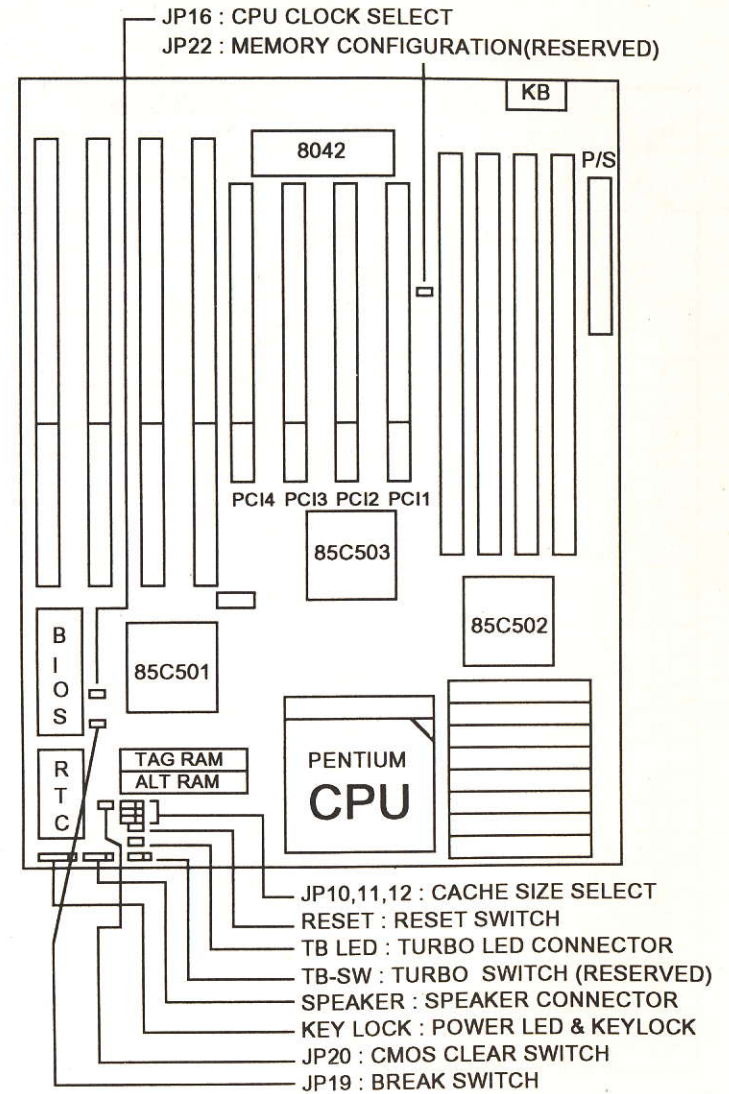 JP16 : CPU CLOCK SELECT
JP22 : MEMORY CONFIGURATION(RESERVED)
KB
8042
P/S
PCI4 PCI3 PCI2 PCI1
85C503
85C502
BIOS
85C501
TAG RAM
ALT RAM
RTC
PENTIUM
CPU
JP10,11,12 : CACHE SIZE SELECT
RESET : RESET SWITCH
TB LED : TURBO LED CONNECTOR
TB-SW : TURBO SWITCH (RESERVED)
SPEAKER : SPEAKER CONNECTOR
KEY LOCK : POWER LED & KEYLOCK
JP20 : CMOS CLEAR SWITCH
JP19 : BREAK SWITCH